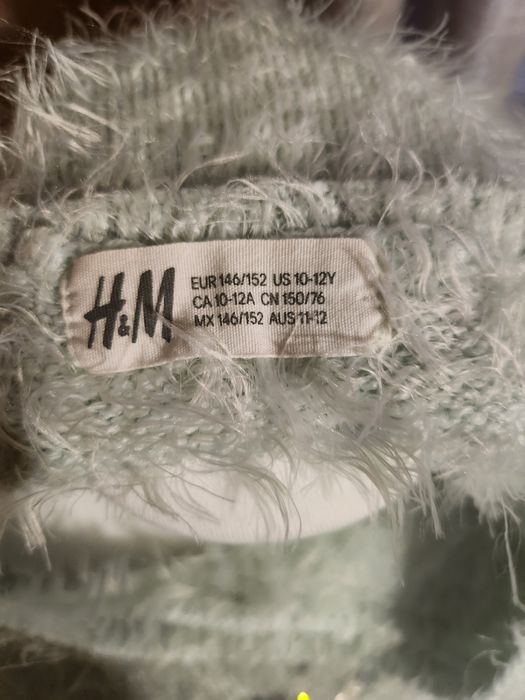 H&M
EUR 146/152 US 10-12Y
CA 10-12A CN 150/76
MX 146/152 AUS 11-12